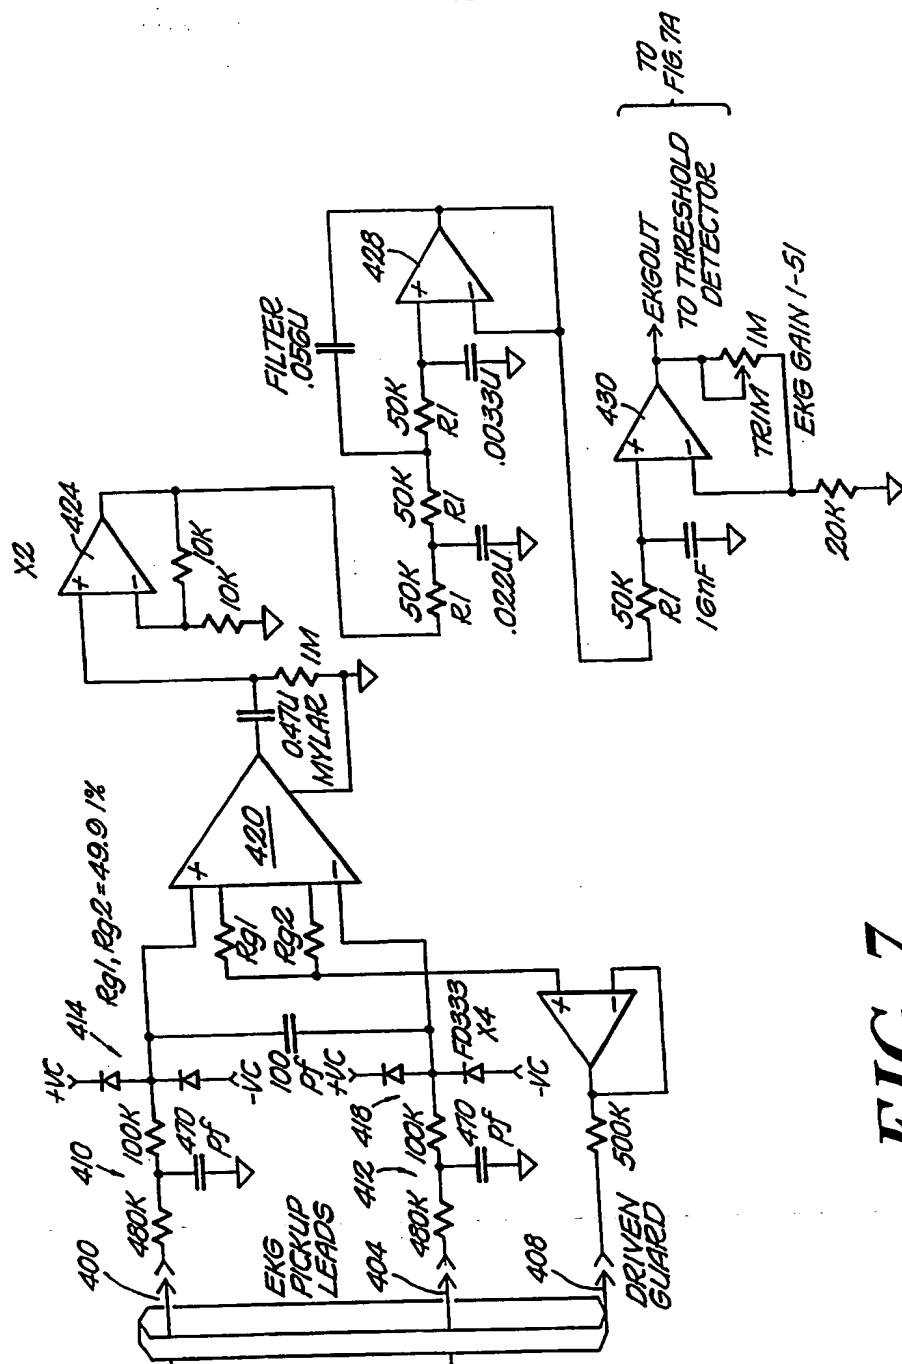 400
410
480K
100K
470
Pf
+VC
414
Rg1, Rg2 = 49.9 1%
-VC
EKG
PICKUP
LEADS
404
412
418
480K
100K
470
Pf
100
Pf
+VC
FD333
X4
-VC
408
DRIVEN
GUARD
500K
+
-
Rg1
Rg2
+
420
-
0.47U
MYLAR
1M
X2
424
+
-
10K
10K
50K
R1
.022U
50K
R1
50K
R1
.0033U
FILTER
.056U
428
+
-
50K
R1
16nF
430
+
-
20K
TRIM
1M
EKG GAIN 1-51
EKGOUT
TO THRESHOLD
DETECTOR
TO
FIG. 7A
FIG. 7